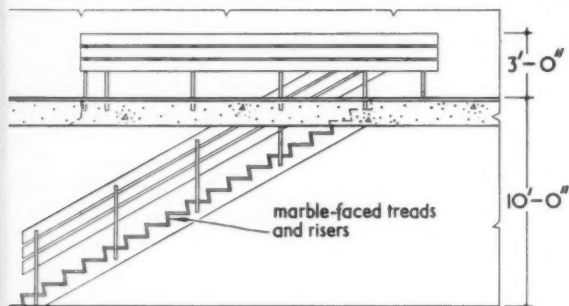 3'-0"
10'-0"
marble-faced treads
and risers